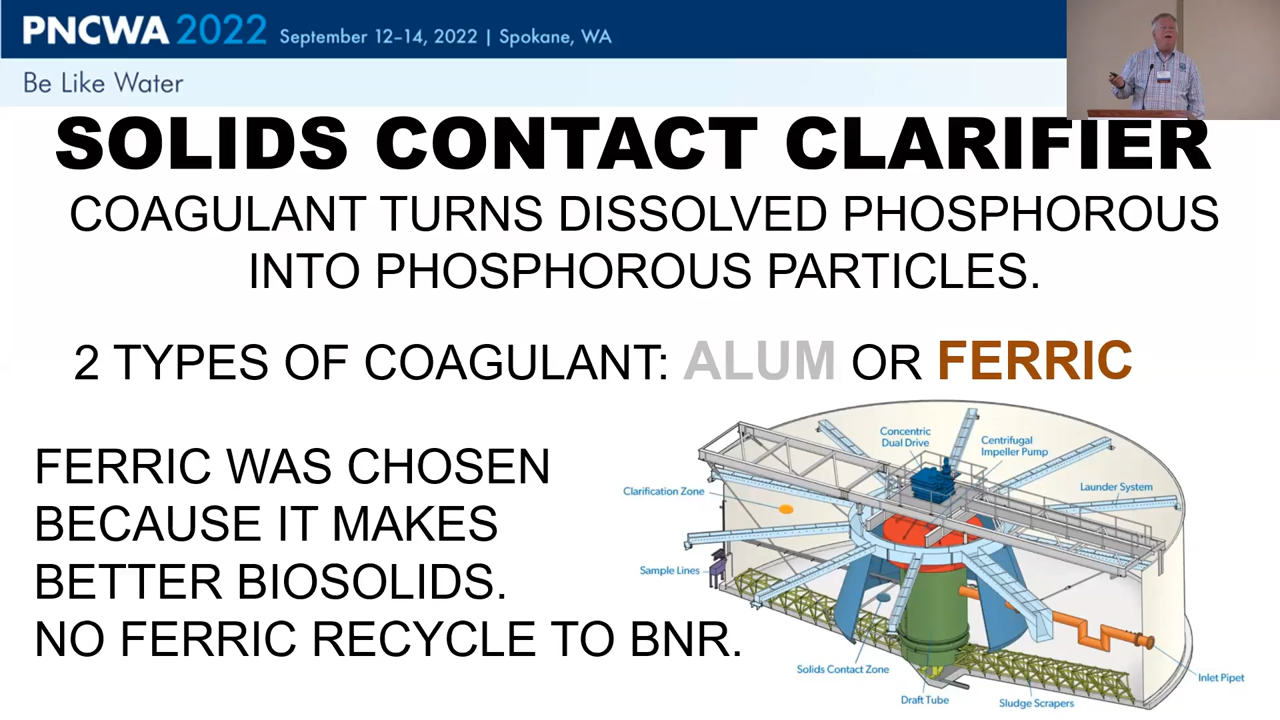 PNCWA 2022 September 12–14, 2022 | Spokane, WA
Be Like Water
SOLIDS CONTACT CLARIFIER
COAGULANT TURNS DISSOLVED PHOSPHOROUS
INTO PHOSPHOROUS PARTICLES.
2 TYPES OF COAGULANT: ALUM OR FERRIC
FERRIC WAS CHOSEN
BECAUSE IT MAKES
BETTER BIOSOLIDS.
NO FERRIC RECYCLE TO BNR.
Concentric
Dual Drive
Centrifugal
Impeller Pump
Clarification Zone
Launder System
Sample Lines
Solids Contact Zone
Inlet Pipet
Draft Tube
Sludge Scrapers